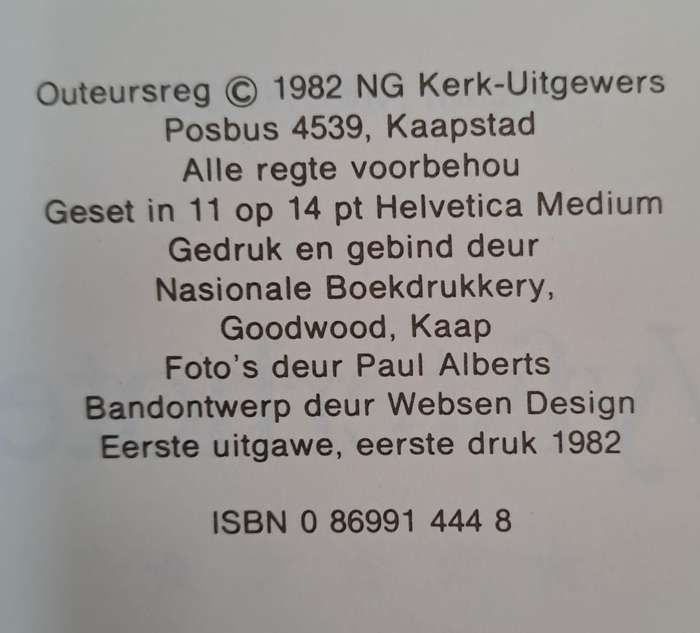 Outeursreg © 1982 NG Kerk-Uitgewers
Posbus 4539, Kaapstad
Alle regte voorbehou
Geset in 11 op 14 pt Helvetica Medium
Gedruk en gebind deur
Nasionale Boekdrukkery,
Goodwood, Kaap
Foto's deur Paul Alberts
Bandontwerp deur Websen Design
Eerste uitgawe, eerste druk 1982
ISBN 0 86991 444 8